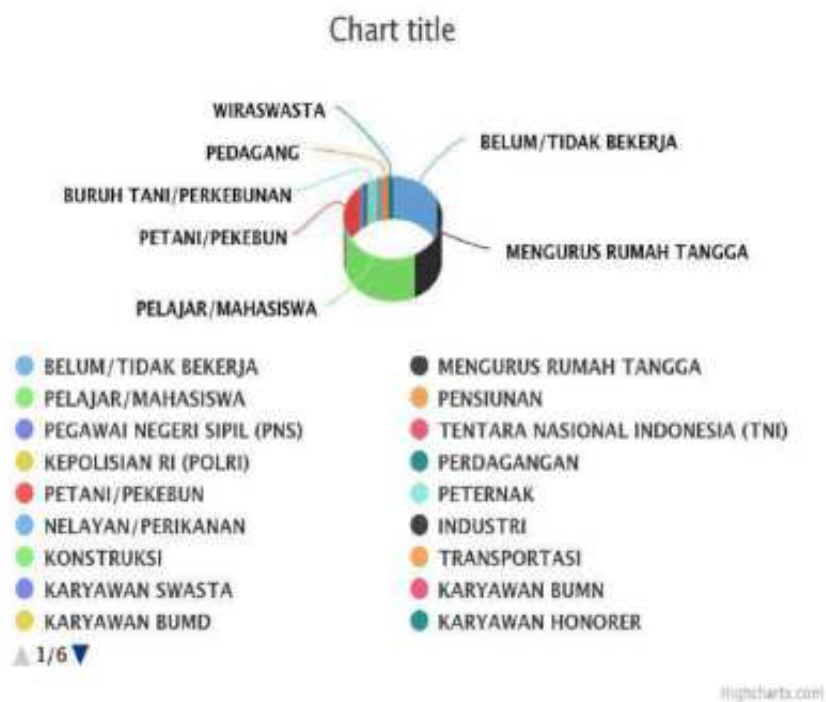 Chart title
WIRASWASTA
BELUM/TIDAK BEKERJA
PEDAGANG
BURUH TANI/PERKEBUNAN
PETANI/PEKEBUN
MENGURUS RUMAH TANGGA
PELAJAR/MAHASISWA
BELUM/TIDAK BEKERJA
MENGURUS RUMAH TANGGA
PELAJAR/MAHASISWA
PENSIUNAN
PEGAWAI NEGERI SIPIL (PNS)
TENTARA NASIONAL INDONESIA (TNI)
KEPOLISIAN RI (POLRI)
PERDAGANGAN
PETANI/PEKEBUN
PETERNAK
NELAYAN/PERIKANAN
INDUSTRI
KONSTRUKSI
TRANSPORTASI
KARYAWAN SWASTA
KARYAWAN BUMN
KARYAWAN BUMD
KARYAWAN HONORER
1/6
Highcharts.com